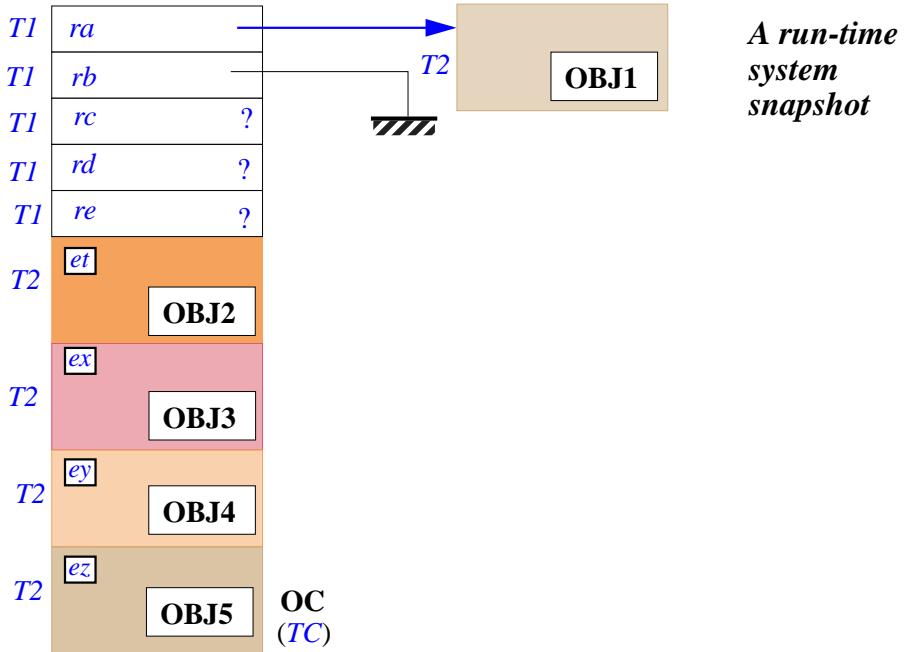 T1 ra
T2 OBJ1
A run-time
system
snapshot
T1 rb
T1 rc ?
T1 rd ?
T1 re ?
et
T2 OBJ2
ex
T2 OBJ3
ey
T2 OBJ4
ez
T2 OBJ5
OC
(TC)